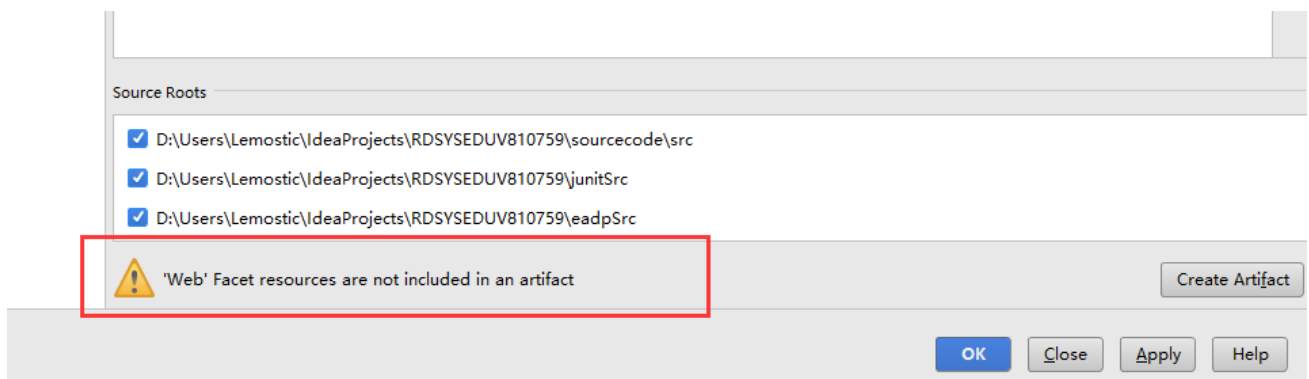 Source Roots
D:\Users\Lemostic\IdeaProjects\RDSYSEDUV810759\sourcecode\src
D:\Users\Lemostic\IdeaProjects\RDSYSEDUV810759\junitSrc
D:\Users\Lemostic\IdeaProjects\RDSYSEDUV810759\eadpSrc
'Web' Facet resources are not included in an artifact
Create Artifact
OK Close Apply Help